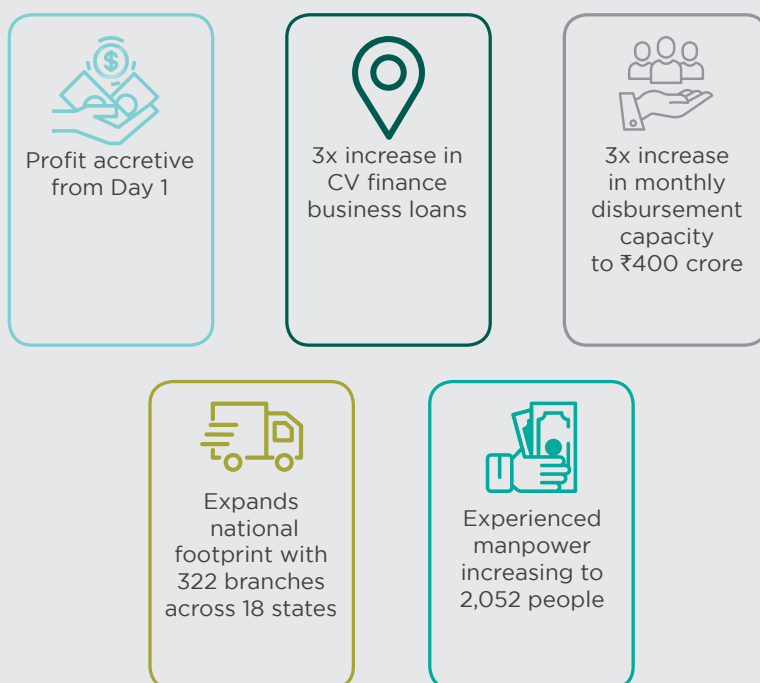 $
Profit accretive
from Day 1
3x increase in
CV finance
business loans
3x increase
in monthly
disbursement
capacity
to ₹400 crore
Expands
national
footprint with
322 branches
across 18 states
Experienced
manpower
increasing to
2,052 people